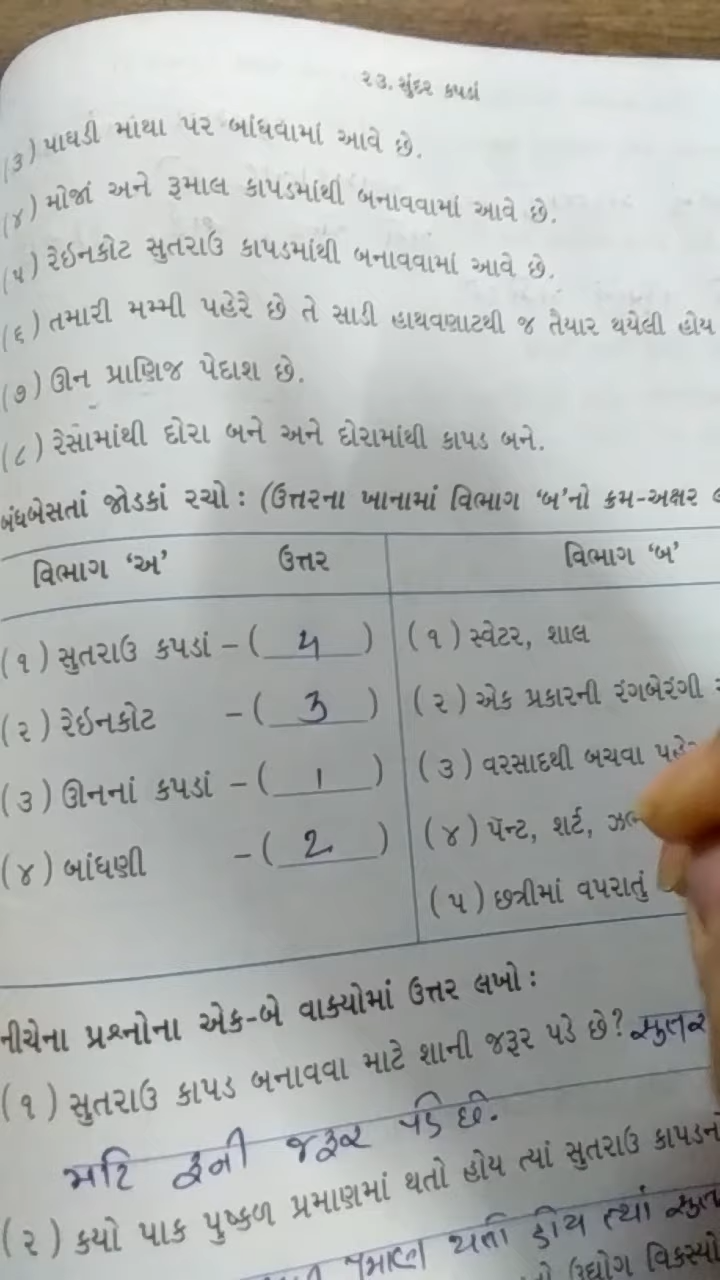 ૨૩. સુંદર કપડાં
(૩) પાઘડી માથા પર બાંધવામાં આવે છે.
(૪) મોજાં અને રૂમાલ કાપડમાંથી બનાવવામાં આવે છે.
(૫) રેઇનકોટ સુતરાઉ કાપડમાંથી બનાવવામાં આવે છે.
(૬) તમારી મમ્મી પહેરે છે તે સાડી હાથવણાટથી જ તૈયાર થયેલી હોય
(૭) ઊન પ્રાણિજ પેદાશ છે.
(૮) રેસામાંથી દોરા બને અને દોરામાંથી કાપડ બને.
બંધબેસતાં જોડકાં રચો : (ઉત્તરના ખાનામાં વિભાગ ‘બ’નો ક્રમ-અક્ષર
વિભાગ ‘અ’ ઉત્તર વિભાગ ‘બ’
(૧) સુતરાઉ કપડાં – ( ૪ ) (૧) સ્વેટર, શાલ
(૨) રેઇનકોટ – ( 3 ) (૨) એક પ્રકારની રંગબેરંગી
(૩) ઊનનાં કપડાં – ( 1 ) (૩) વરસાદથી બચવા
(૪) બાંધણી – ( 2 ) (૪) પૅન્ટ, શર્ટ,
(૫) છત્રીમાં વપરાતું
નીચેના પ્રશ્નોના એક-બે વાક્યોમાં ઉત્તર લખો :
(૧) સુતરાઉ કાપડ બનાવવા માટે શાની જરૂર પડે છે?
માટે રૂની જરૂર પડે છે.
(૨) કયો પાક પુષ્કળ પ્રમાણમાં થતો હોય ત્યાં સુતરાઉ કાપડનો
થતો હોય ત્યાં
ઉદ્યોગ વિકસ્યો